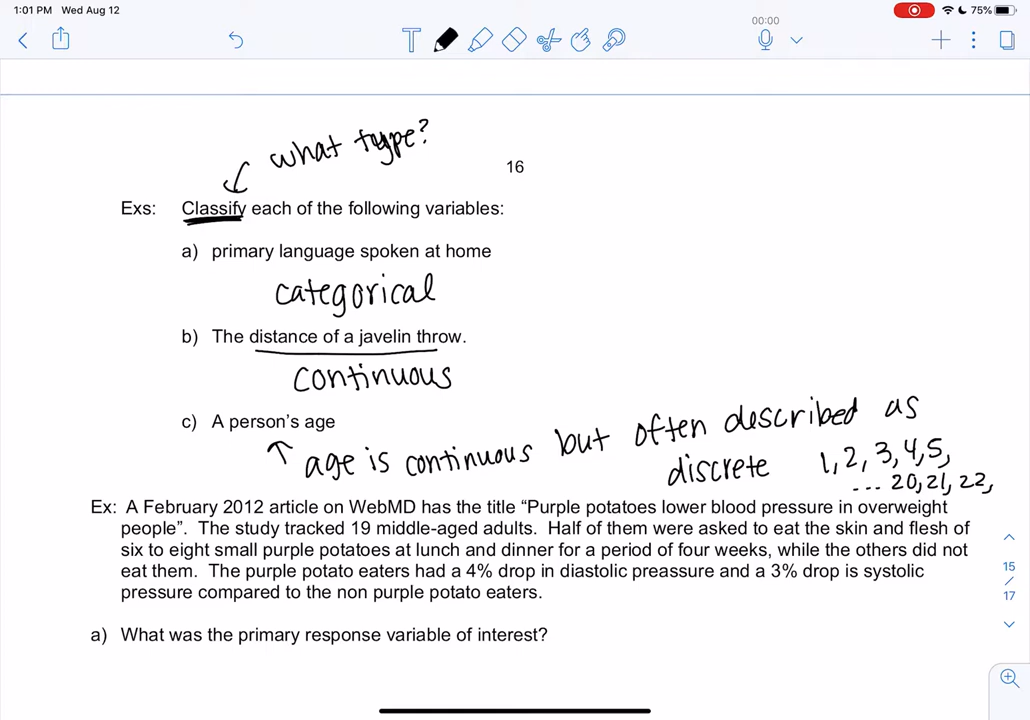 1:01 PM Wed Aug 12
75%
00:00
T
what type?
16
Exs: Classify each of the following variables:
a) primary language spoken at home
categorical
b) The distance of a javelin throw.
continuous
c) A person's age
age is continuous but often described as
discrete 1, 2, 3, 4, 5,
... 20, 21, 22,
Ex: A February 2012 article on WebMD has the title “Purple potatoes lower blood pressure in overweight
people”. The study tracked 19 middle-aged adults. Half of them were asked to eat the skin and flesh of
six to eight small purple potatoes at lunch and dinner for a period of four weeks, while the others did not
eat them. The purple potato eaters had a 4% drop in diastolic preassure and a 3% drop is systolic
pressure compared to the non purple potato eaters.
15
/
17
a) What was the primary response variable of interest?